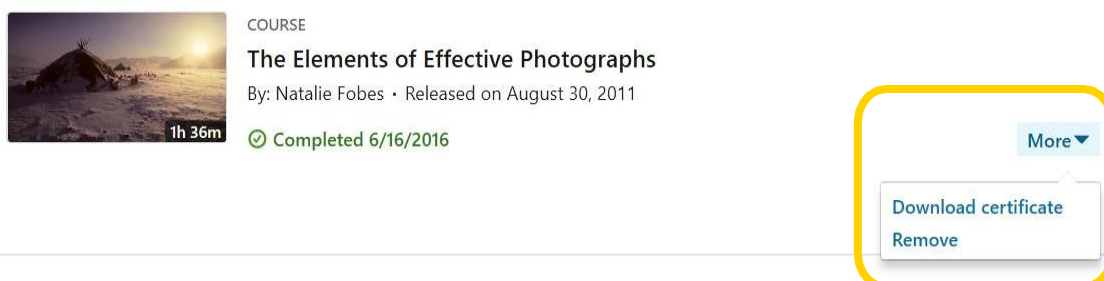 COURSE
The Elements of Effective Photographs
By: Natalie Fobes • Released on August 30, 2011
1h 36m
Completed 6/16/2016
More
Download certificate
Remove